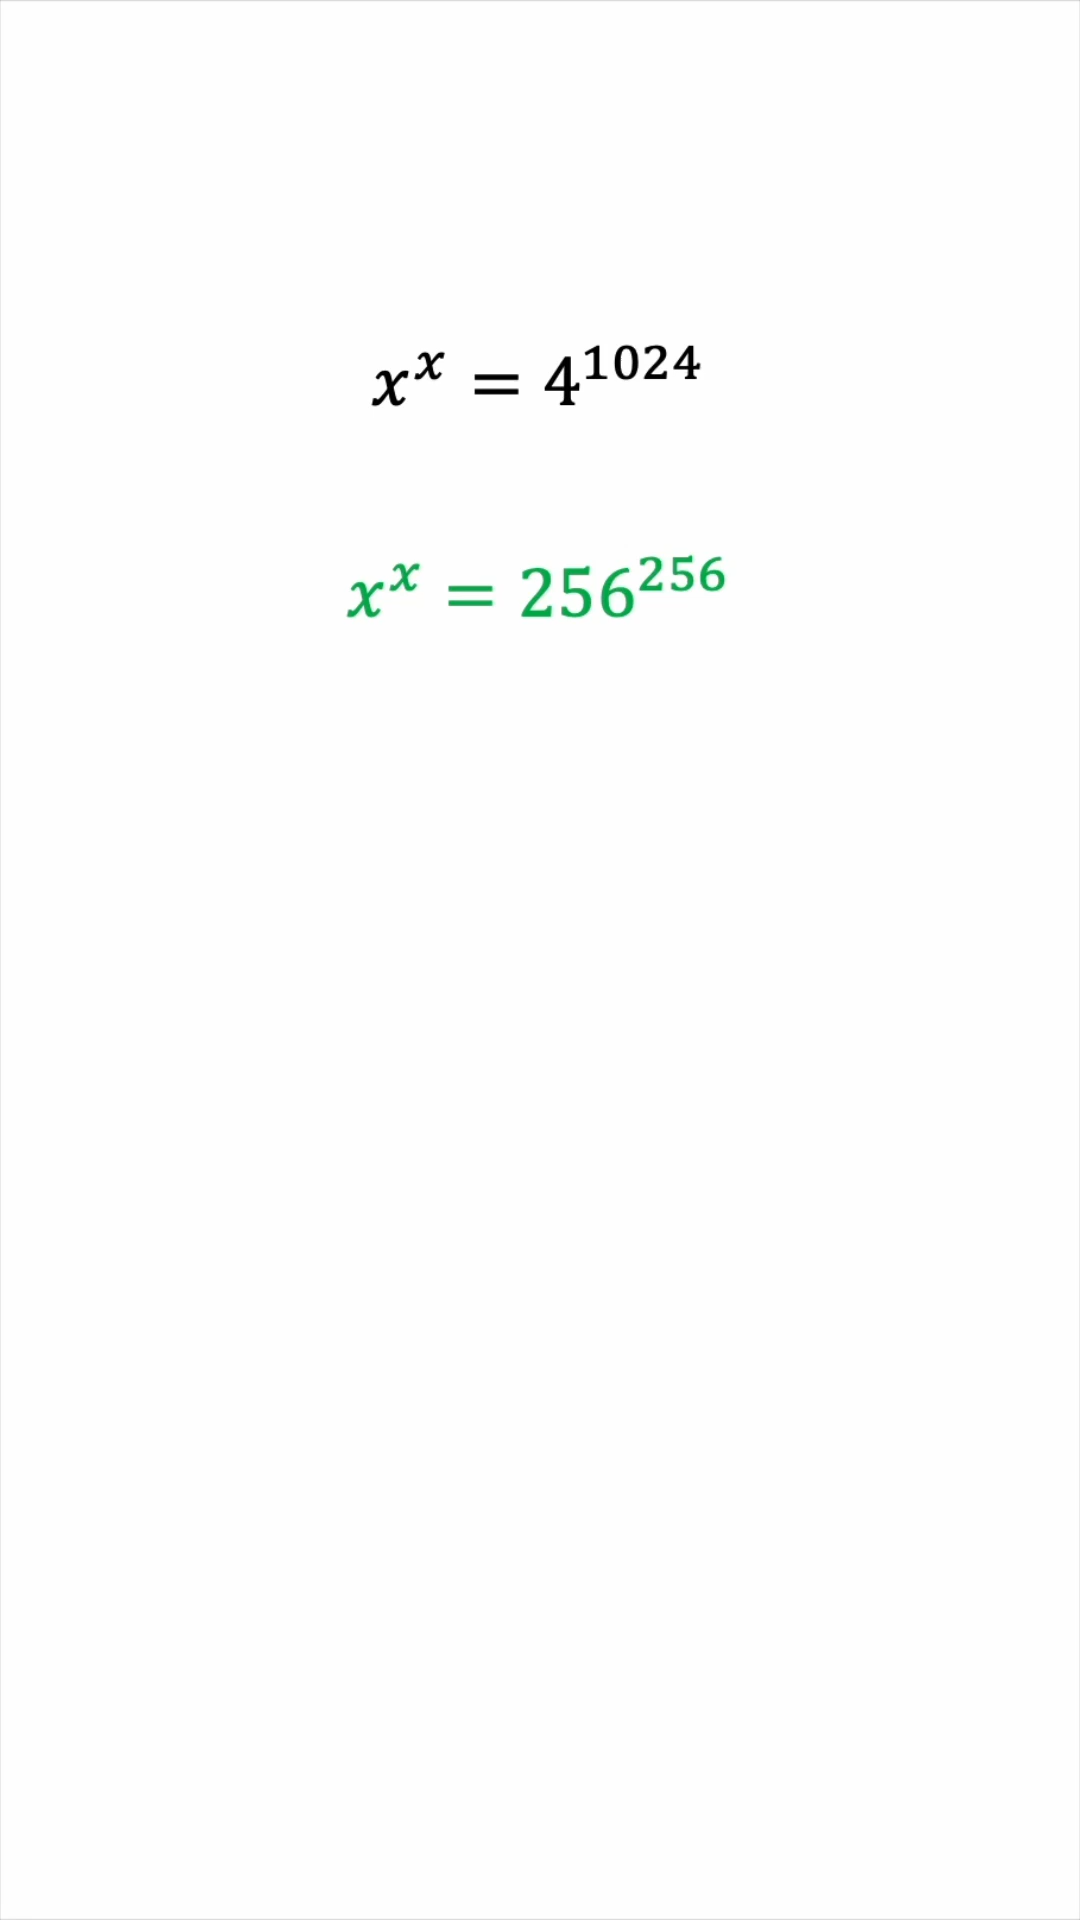 x^x = 4^1024
x^x = 256^256